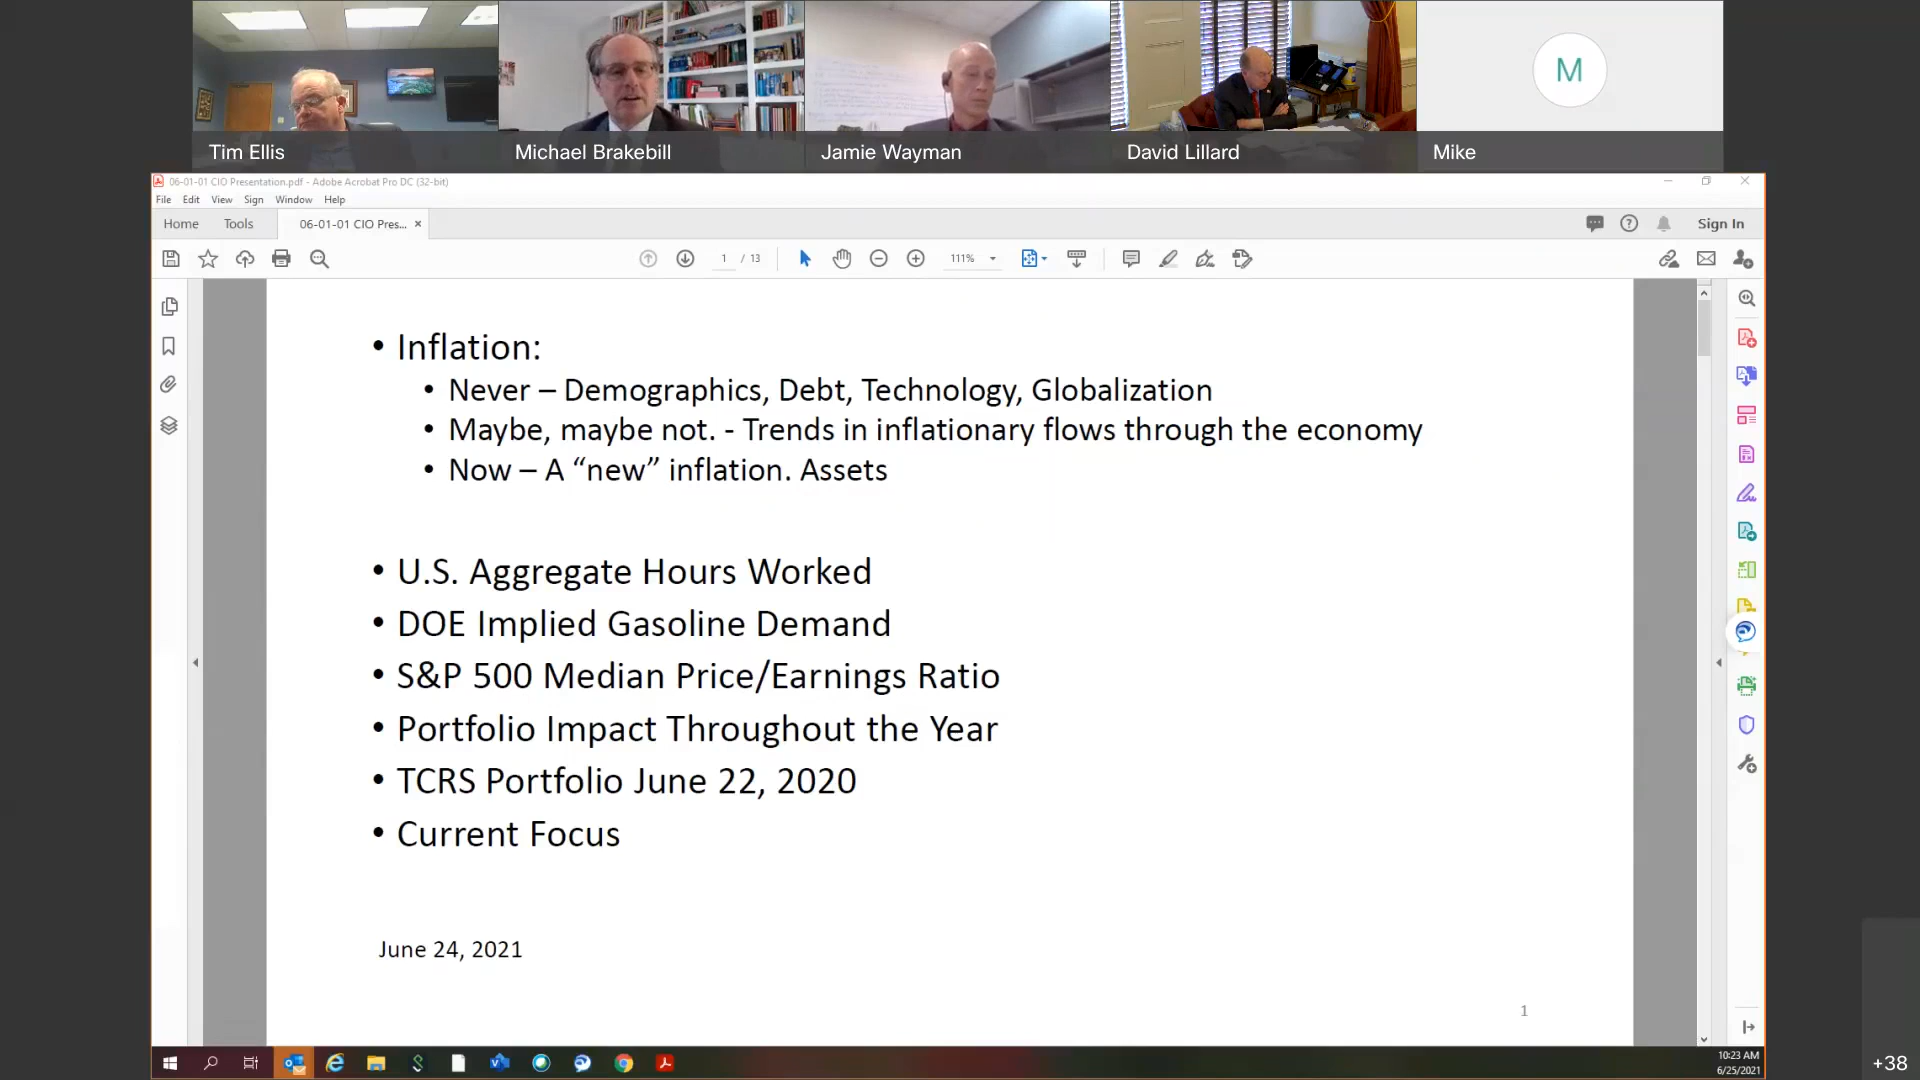 M
Tim Ellis
Michael Brakebill
Jamie Wayman
David Lillard
Mike
06-01-01 CIO Presentation.pdf - Adobe Acrobat Pro DC (32-bit)
File Edit View Sign Window Help
Home Tools 06-01-01 CIO Pres... × Sign In
1 / 13 111%
• Inflation:
• Never – Demographics, Debt, Technology, Globalization
• Maybe, maybe not. - Trends in inflationary flows through the economy
• Now – A “new” inflation. Assets
• U.S. Aggregate Hours Worked
• DOE Implied Gasoline Demand
• S&P 500 Median Price/Earnings Ratio
• Portfolio Impact Throughout the Year
• TCRS Portfolio June 22, 2020
• Current Focus
June 24, 2021
1
10:23 AM
6/25/2021
+38